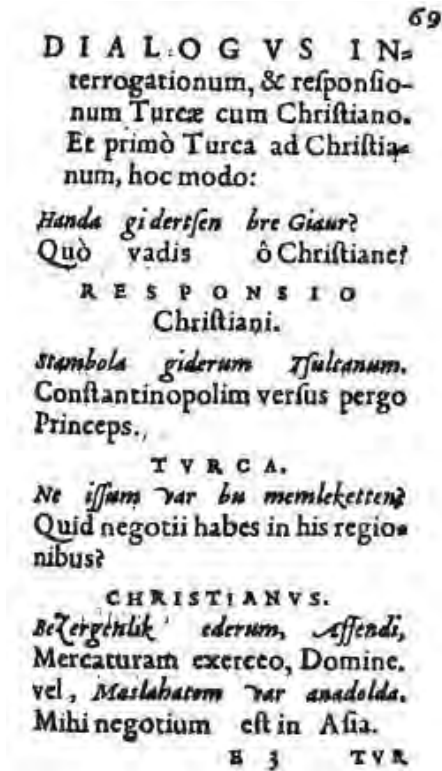 69
DIALOGVS IN-
terrogationum, & reſponſio-
num Turcæ cum Chriſtiano.
Et primò Turca ad Chriſtia-
num, hoc modo:
Handa gidertſen bre Giaur?
Quò vadis ô Chriſtiane?
RESPONSIO
Chriſtiani.
Stambola giderum Tſultanum.
Conſtantinopolim verſus pergo
Princeps.
TVRCA.
Ne iſſum var bu memleketten?
Quid negotii habes in his regio-
nibus?
CHRISTIANVS.
Bezergenlik ederum, Affendi,
Mercaturam exerceo, Domine.
vel, Maslahatom var anadolda.
Mihi negotium eſt in Aſia.
E 3 TVR